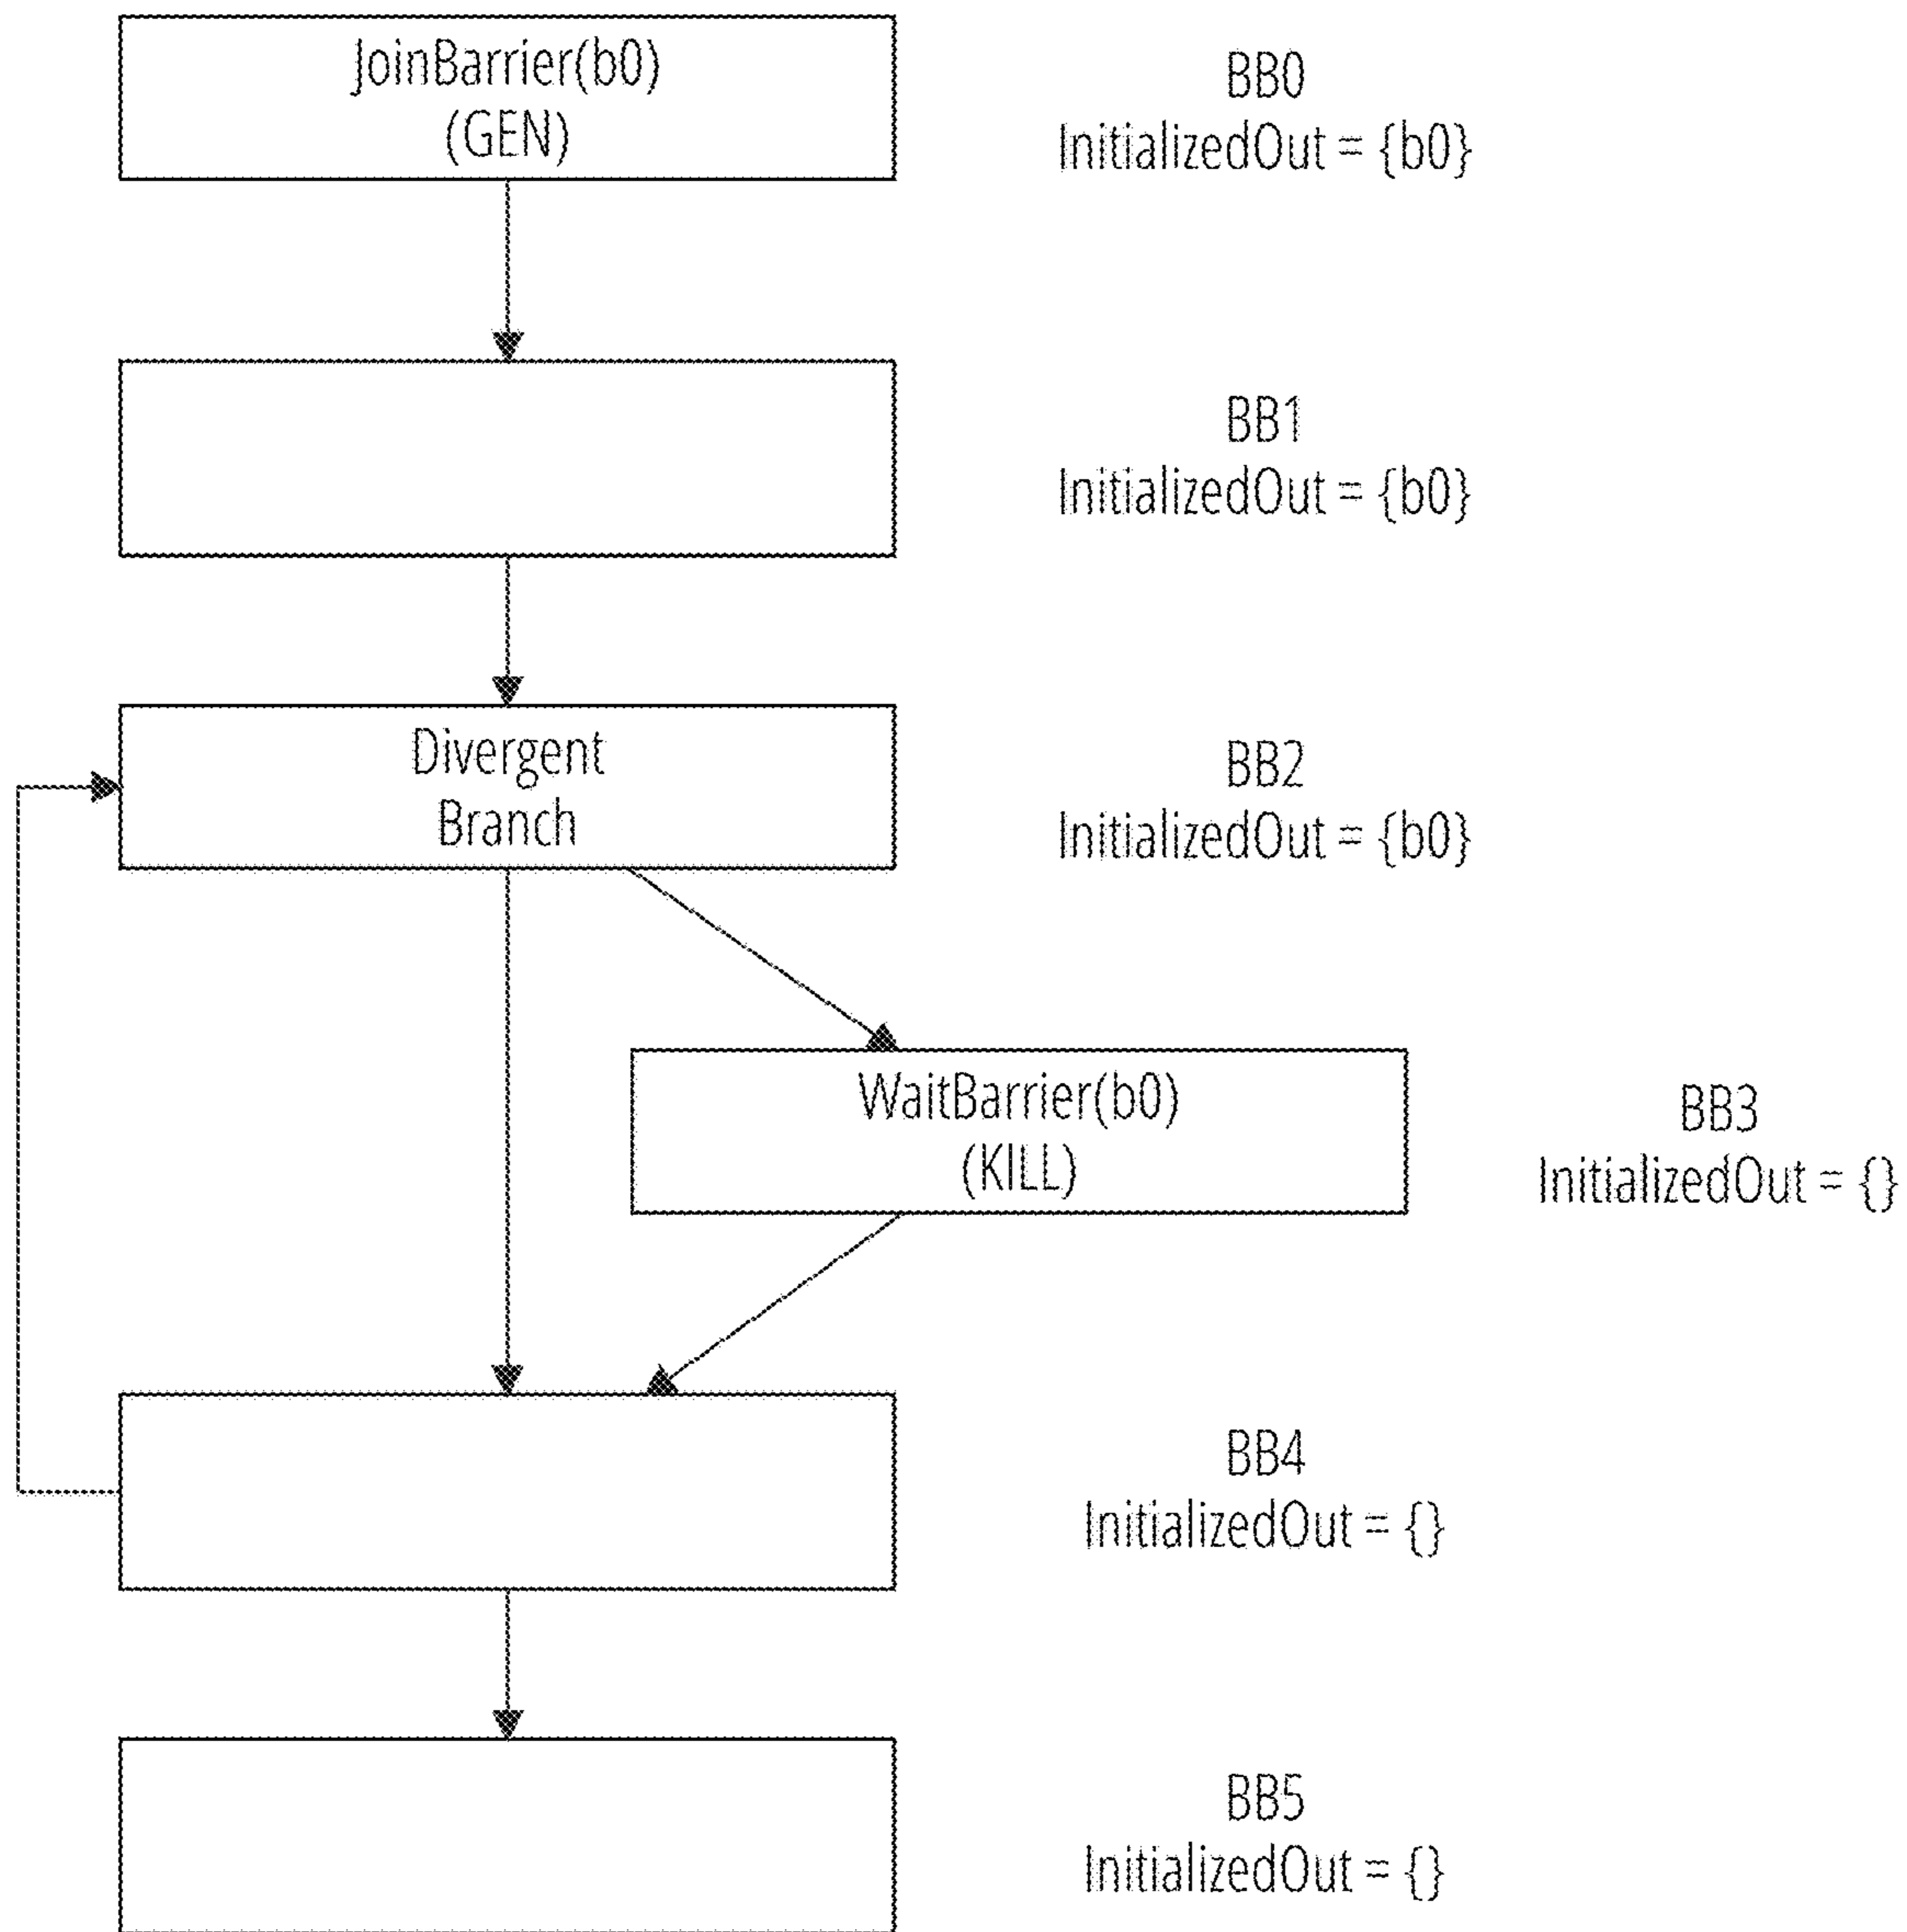 JoinBarrier(b0)
(GEN)
BB0
InitializedOut = {b0}
BB1
InitializedOut = {b0}
Divergent
Branch
BB2
InitializedOut = {b0}
WaitBarrier(b0)
(KILL)
BB3
InitializedOut = {}
BB4
InitializedOut = {}
BB5
InitializedOut = {}